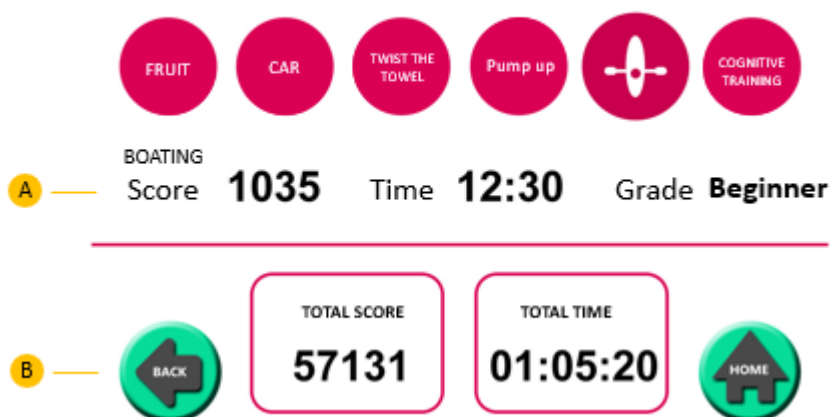 FRUIT
CAR
TWIST THE
TOWEL
Pump up
COGNITIVE
TRAINING
BOATING
A Score 1035 Time 12:30 Grade Beginner
TOTAL SCORE
TOTAL TIME
B BACK 57131 01:05:20 HOME